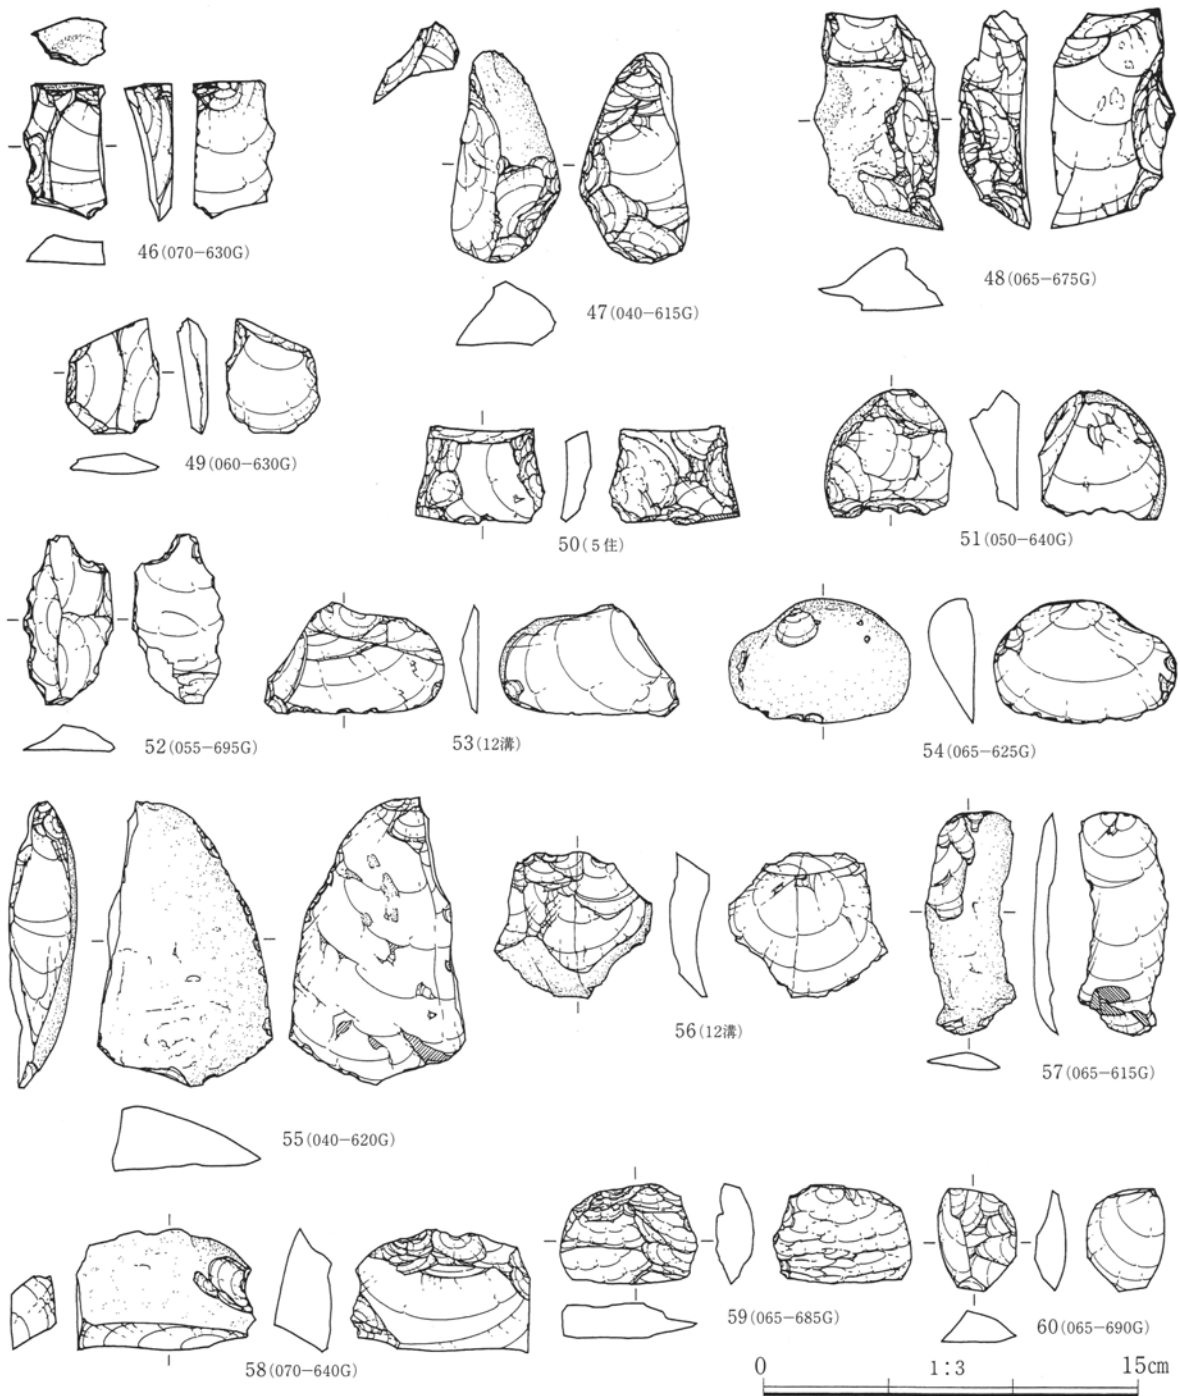 46(070-630G)
47(040-615G)
48(065-675G)
49(060-630G)
50(5住)
51(050-640G)
52(055-695G)
53(12溝)
54(065-625G)
55(040-620G)
56(12溝)
57(065-615G)
58(070-640G)
59(065-685G)
60(065-690G)
0 1:3 15cm